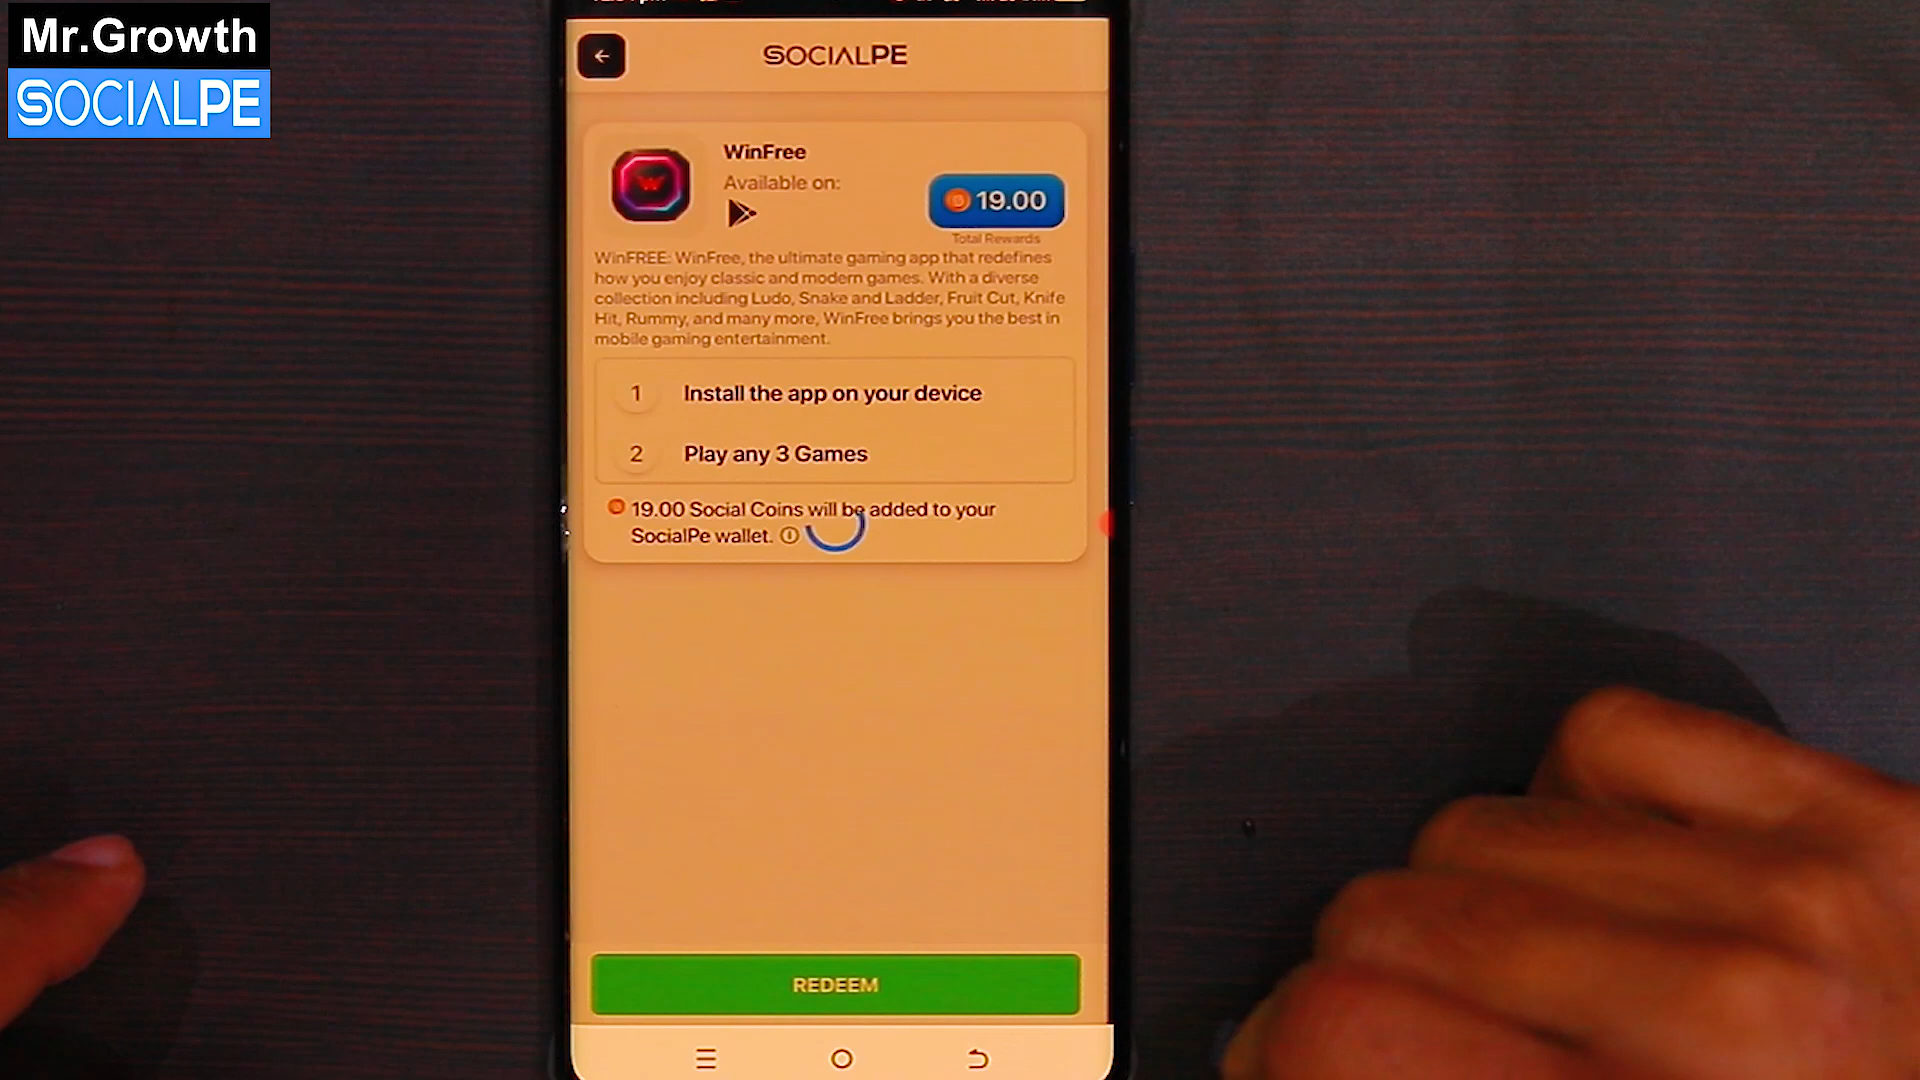 Mr.Growth
SOCIALPE
SOCIALPE
WinFree
Available on:
19.00
Total Rewards
WinFREE: WinFree, the ultimate gaming app that redefines
how you enjoy classic and modern games. With a diverse
collection including Ludo, Snake and Ladder, Fruit Cut, Knife
Hit, Rummy, and many more, WinFree brings you the best in
mobile gaming entertainment.
1 Install the app on your device
2 Play any 3 Games
19.00 Social Coins will be added to your
SocialPe wallet.
REDEEM